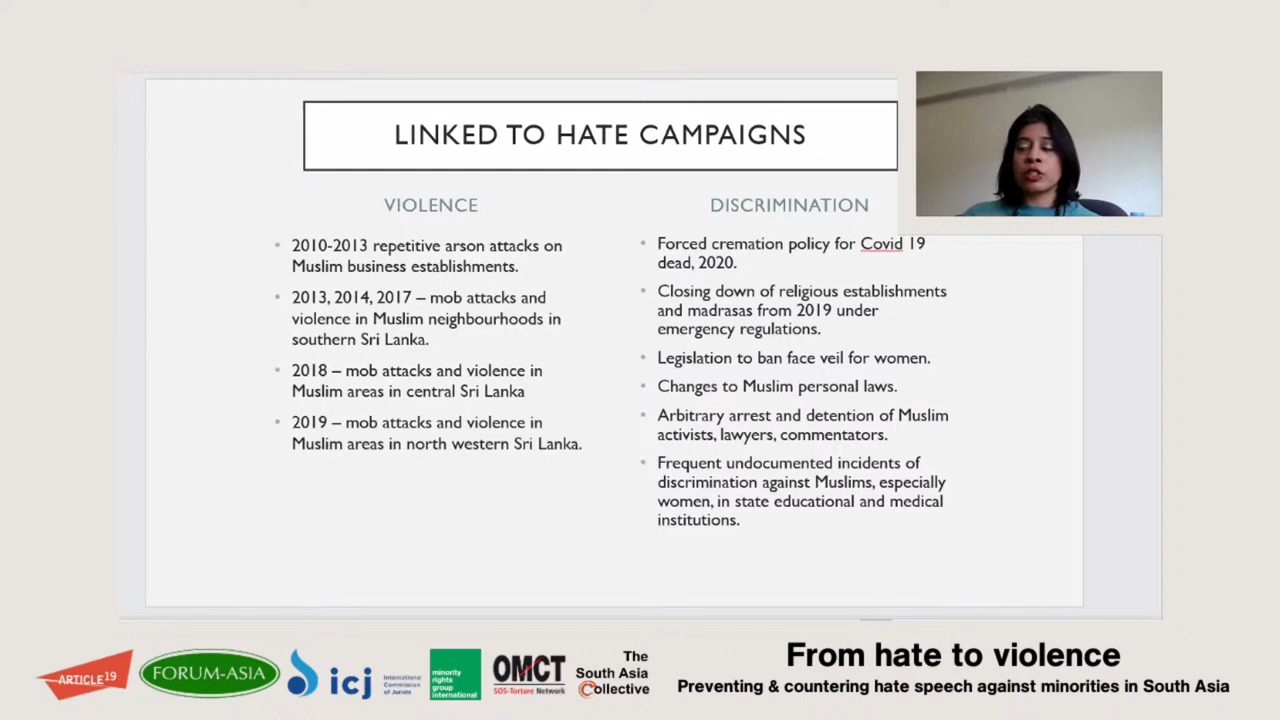 LINKED TO HATE CAMPAIGNS
VIOLENCE
2010-2013 repetitive arson attacks on
Muslim business establishments.
2013, 2014, 2017 – mob attacks and
violence in Muslim neighbourhoods in
southern Sri Lanka.
2018 – mob attacks and violence in
Muslim areas in central Sri Lanka
2019 – mob attacks and violence in
Muslim areas in north western Sri Lanka.
DISCRIMINATION
Forced cremation policy for Covid 19
dead, 2020.
Closing down of religious establishments
and madrasas from 2019 under
emergency regulations.
Legislation to ban face veil for women.
Changes to Muslim personal laws.
Arbitrary arrest and detention of Muslim
activists, lawyers, commentators.
Frequent undocumented incidents of
discrimination against Muslims, especially
women, in state educational and medical
institutions.
ARTICLE 19
FORUM-ASIA
icj
International
Commission
of Jurists
minority
rights
group
international
OMCT
SOS-Torture Network
The
South Asia
Collective
From hate to violence
Preventing & countering hate speech against minorities in South Asia